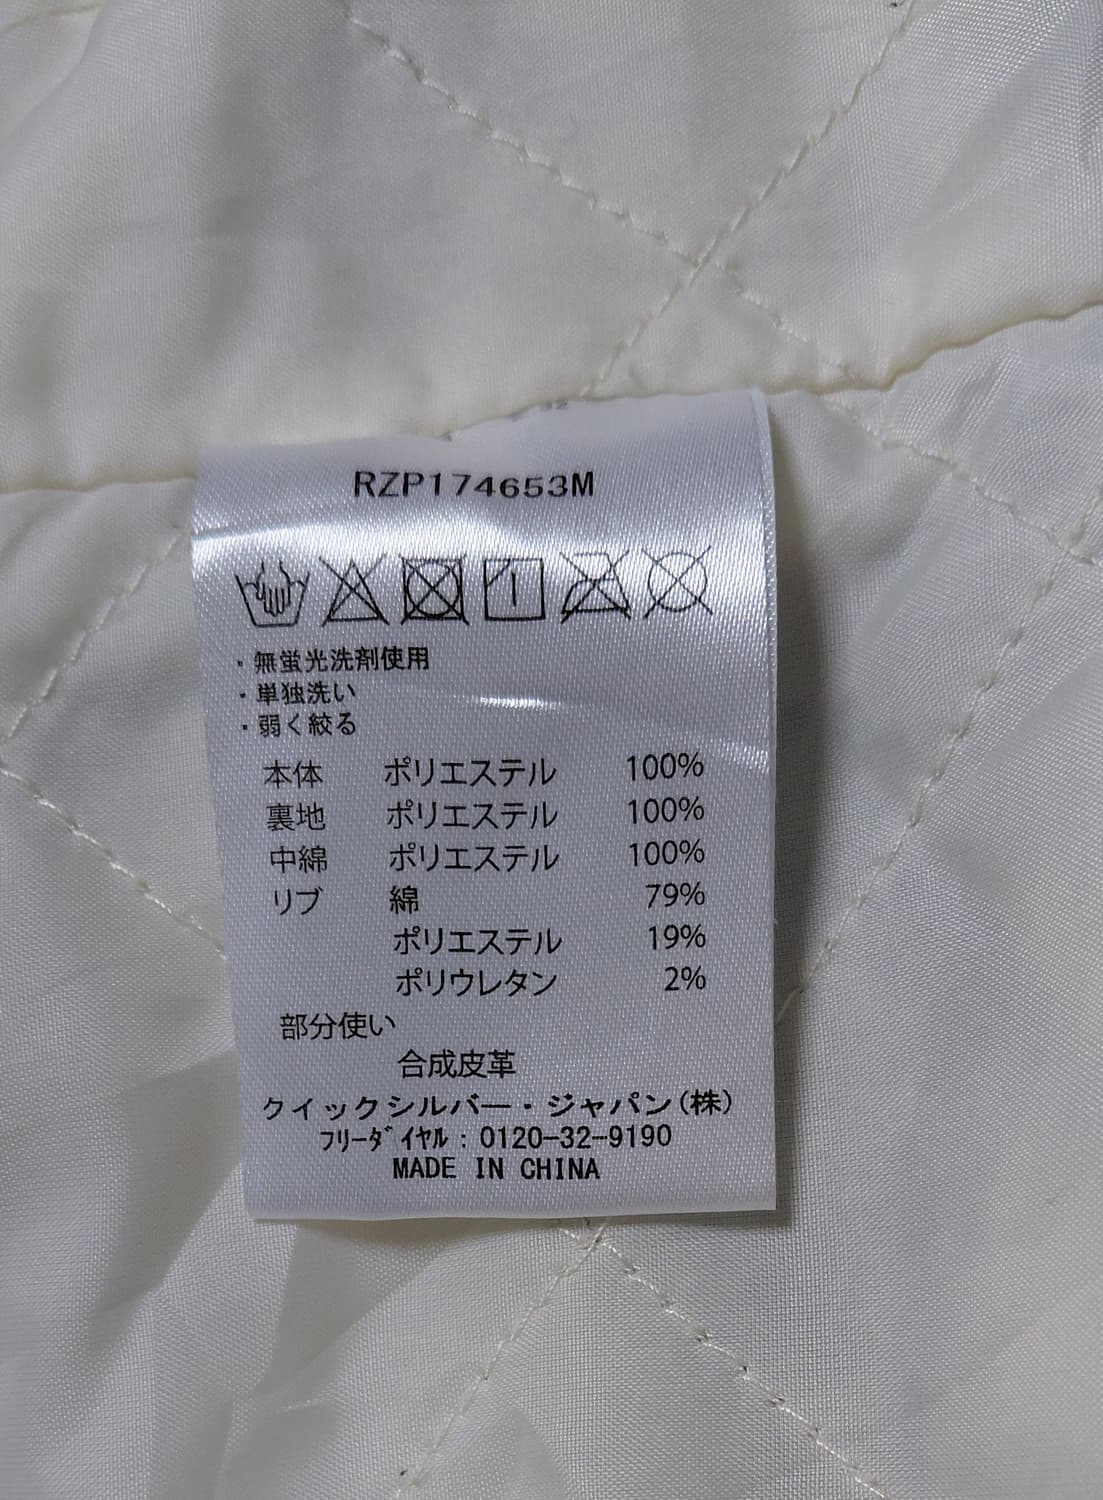 RZP174653M
・無蛍光洗剤使用
・単独洗い
・弱く絞る
本体 ポリエステル 100%
裏地 ポリエステル 100%
中綿 ポリエステル 100%
リブ 綿 79%
ポリエステル 19%
ポリウレタン 2%
部分使い
合成皮革
クイックシルバー・ジャパン(株)
フリーダイヤル:0120-32-9190
MADE IN CHINA